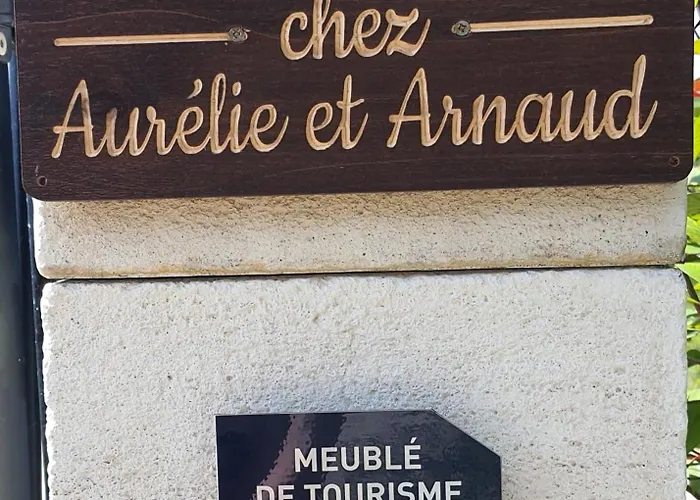 chez
Aurélie et Arnaud
MEUBLÉ
DE TOURISME